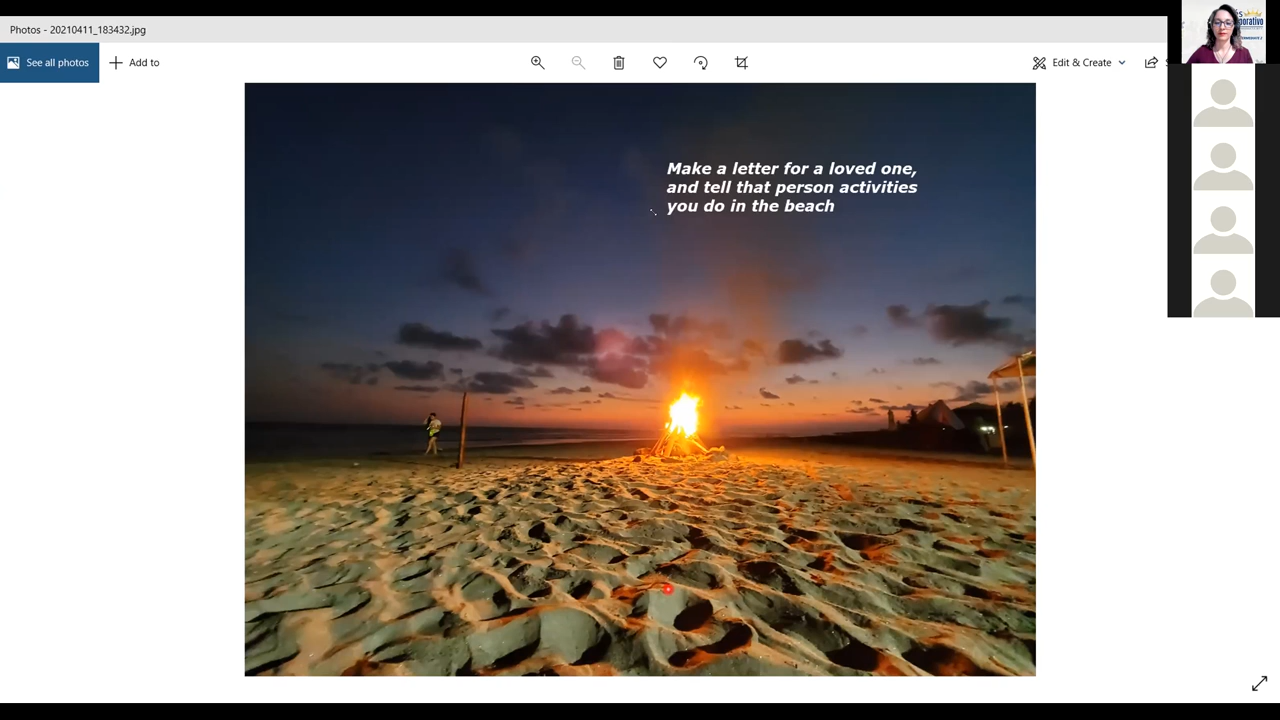 Photos - 20210411_183432.jpg
See all photos
Add to
Edit & Create
Make a letter for a loved one,
and tell that person activities
you do in the beach